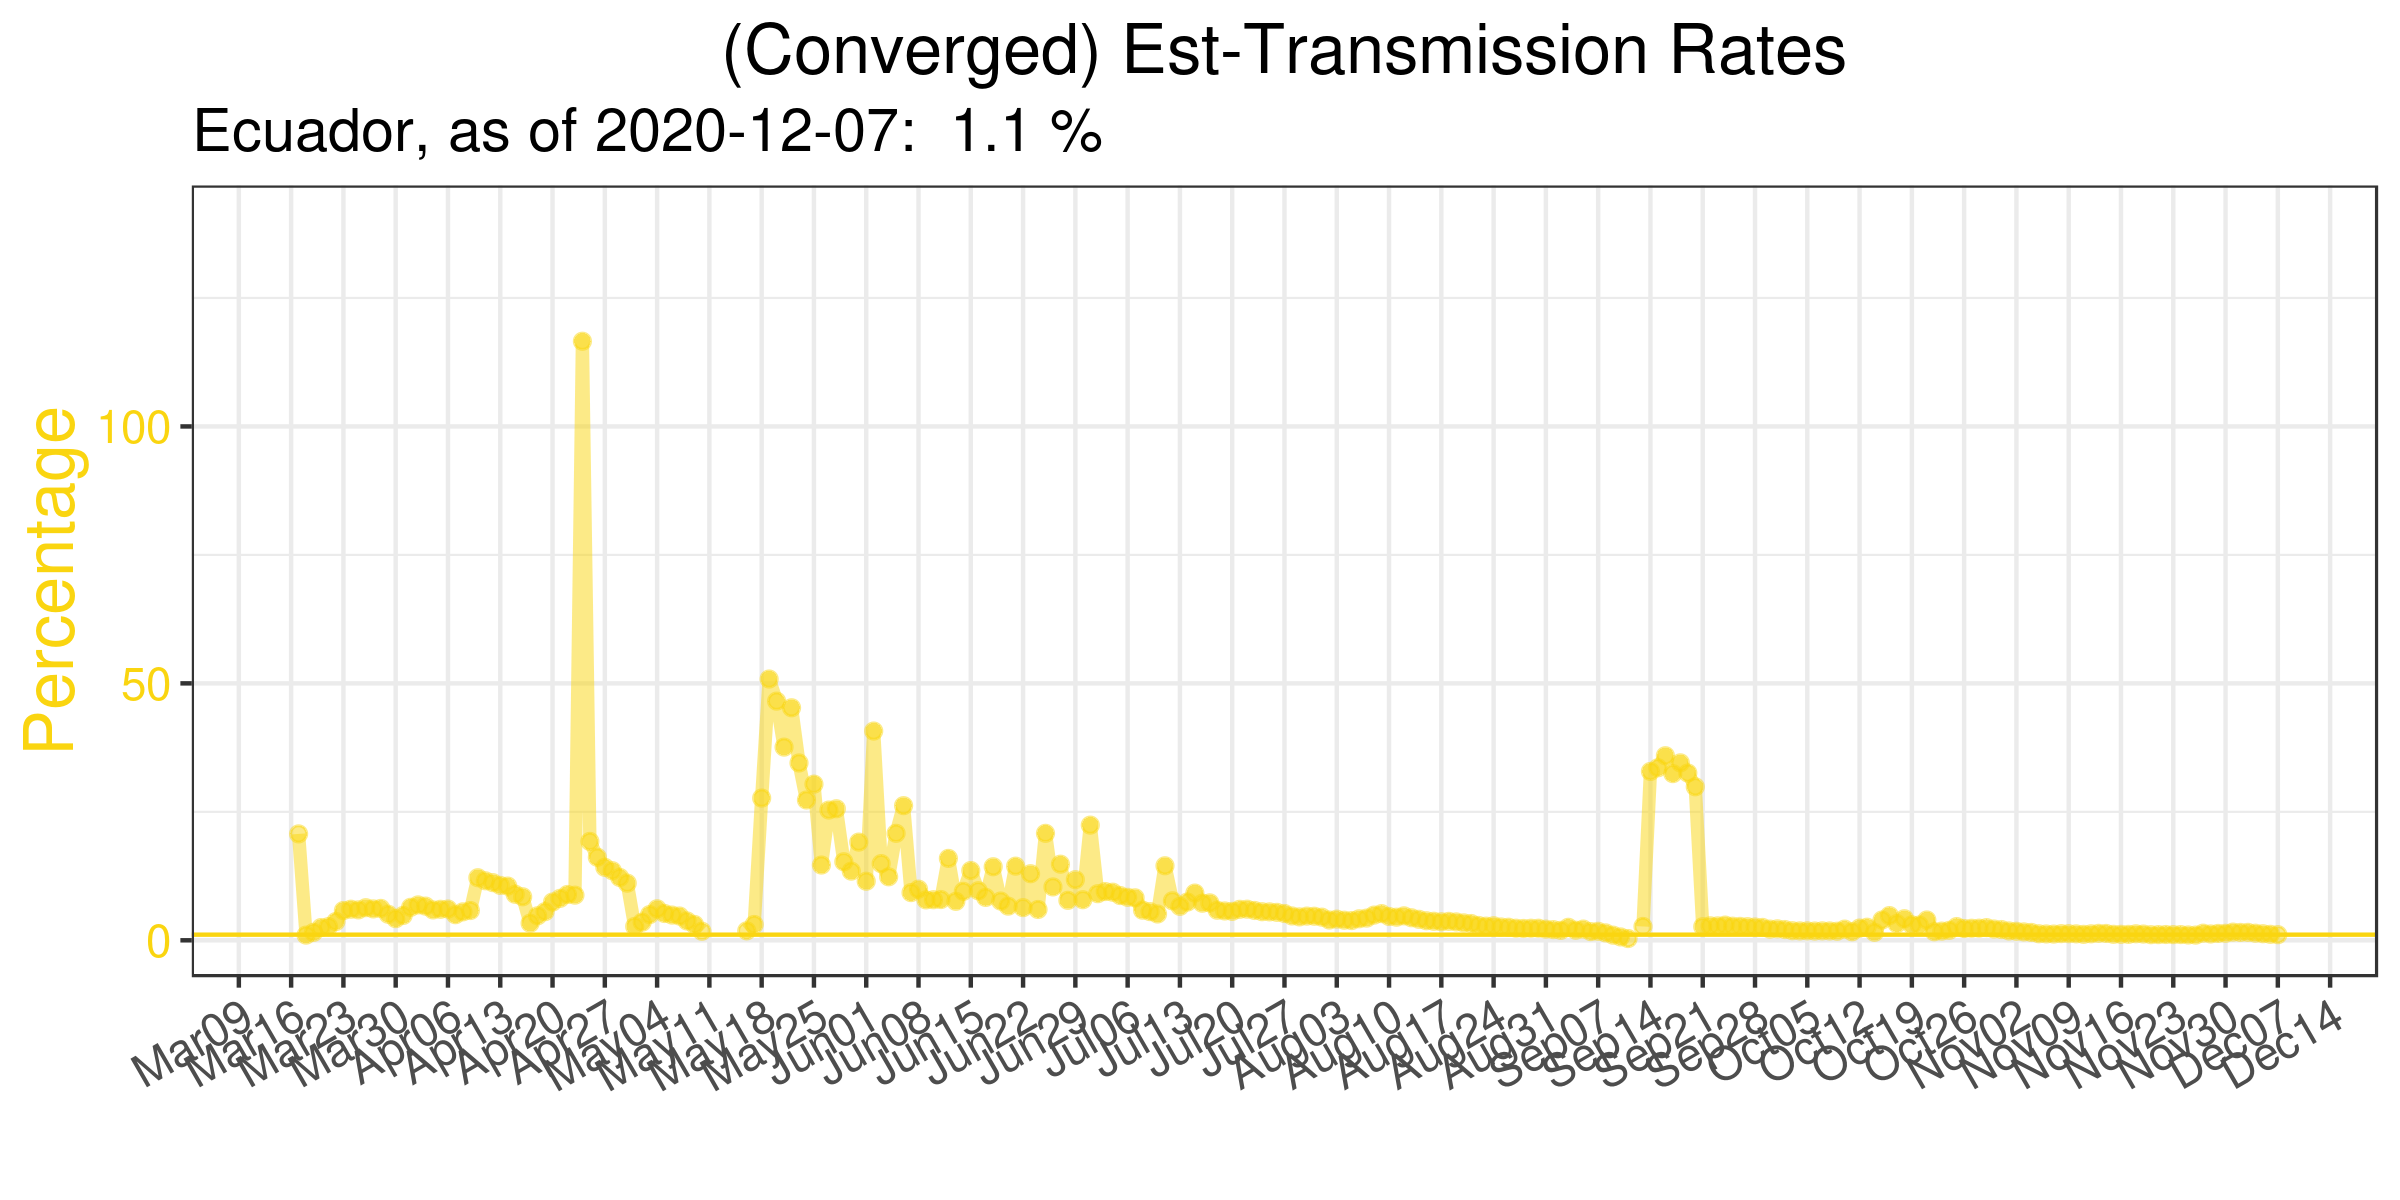 (Converged) Est-Transmission Rates
Ecuador, as of 2020-12-07:  1.1 %
Percentage
100
50
0
Mar09
Mar16
Mar23
Mar30
Apr06
Apr13
Apr20
Apr27
May04
May11
May18
May25
Jun01
Jun08
Jun15
Jun22
Jun29
Jul06
Jul13
Jul20
Jul27
Aug03
Aug10
Aug17
Aug24
Aug31
Sep07
Sep14
Sep21
Sep28
Oct05
Oct12
Oct19
Oct26
Nov02
Nov09
Nov16
Nov23
Nov30
Dec07
Dec14